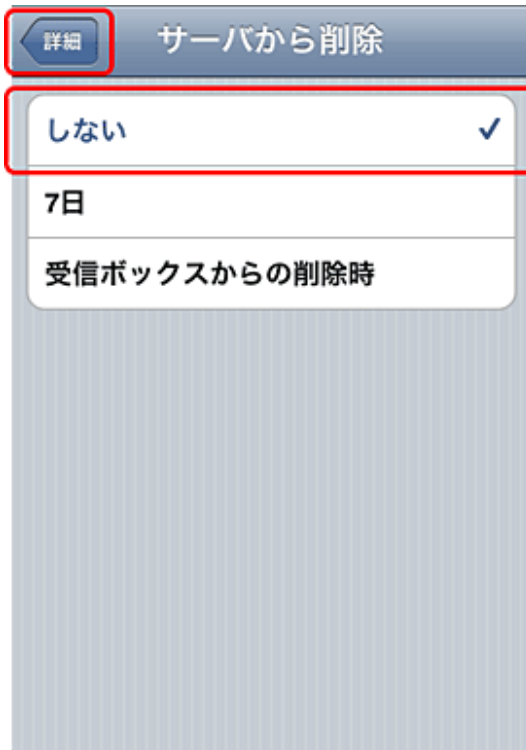 詳細
サーバから削除
しない
7日
受信ボックスからの削除時